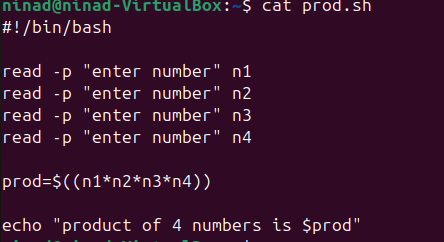 ninad@ninad-VirtualBox:~$ cat prod.sh
#!/bin/bash
read -p "enter number" n1
read -p "enter number" n2
read -p "enter number" n3
read -p "enter number" n4
prod=$((n1*n2*n3*n4))
echo "product of 4 numbers is $prod"